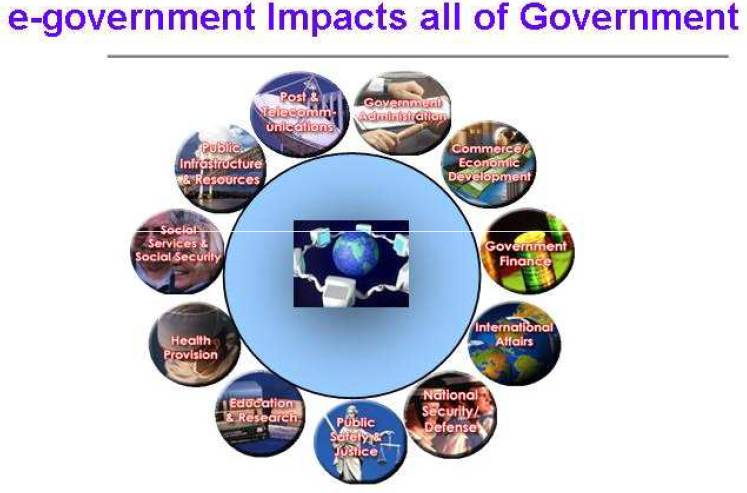 e-government Impacts all of Government
Post &
Telecomm-
unications
Government
Administration
Public
Infrastructure
& Resources
Commerce/
Economic
Development
Social
Services &
Social Security
Government
Finance
Health
Provision
International
Affairs
Education
& Research
National
Security/
Defense
Public
Safety &
Justice